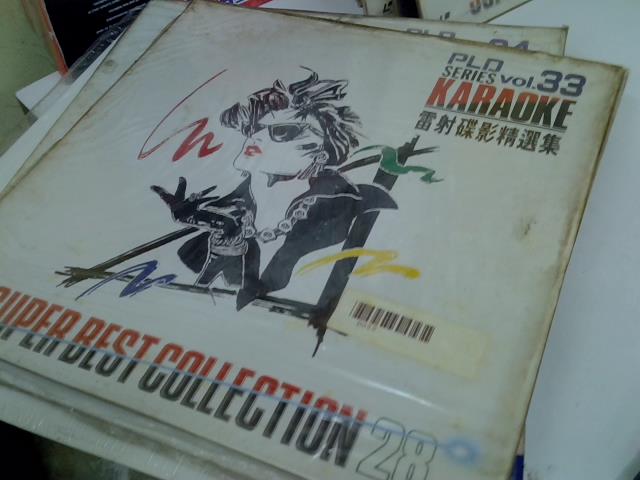 PLD
SERIES vol.33
KARAOKE
雷射碟影精選集
SUPER BEST COLLECTION
28